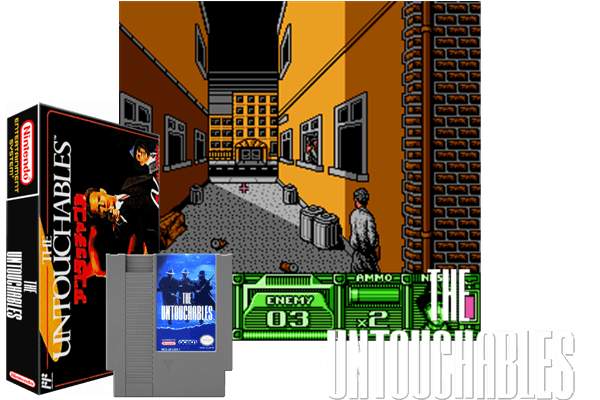 Nintendo
ENTERTAINMENT
SYSTEM
THE
UNTOUCHABLES
THE
UNTOUCHABLES
アンタッチャブル
THE
UNTOUCHABLES
ENEMY
03
AMMO
x2
THE
UNTOUCHABLES